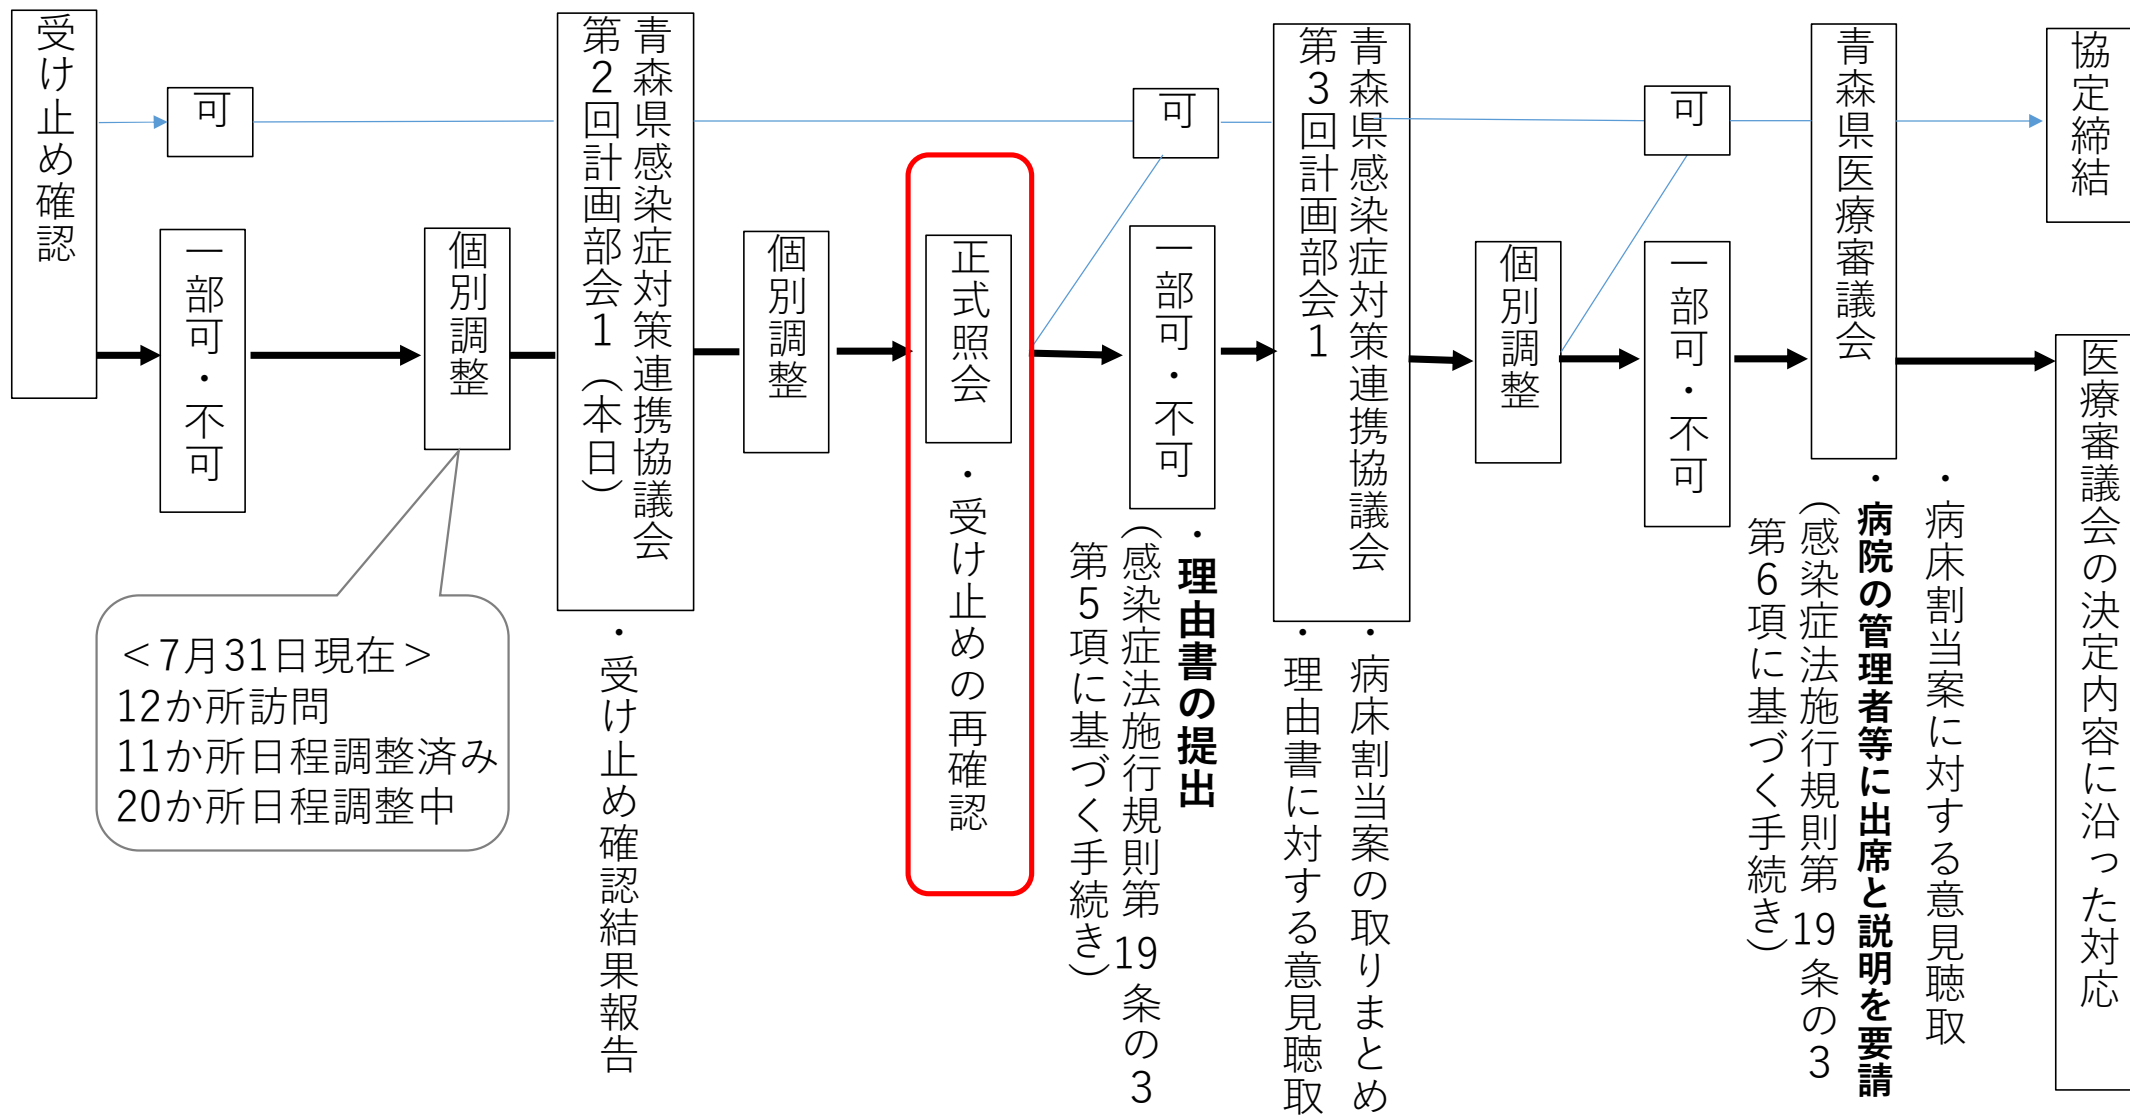 受け止め確認
可
一部可・不可
個別調整
＜7月31日現在＞
12か所訪問
11か所日程調整済み
20か所日程調整中
青森県感染症対策連携協議会
第2回計画部会1（本日）
・受け止め確認結果報告
個別調整
正式照会
・受け止めの再確認
可
一部可・不可
・理由書の提出
（感染症法施行規則第19条の3
第5項に基づく手続き）
青森県感染症対策連携協議会
第3回計画部会1
・病床割当案の取りまとめ
・理由書に対する意見聴取
個別調整
可
一部可・不可
青森県医療審議会
・病床割当案に対する意見聴取
・病院の管理者等に出席と説明を要請
（感染症法施行規則第19条の3
第6項に基づく手続き）
協定締結
医療審議会の決定内容に沿った対応